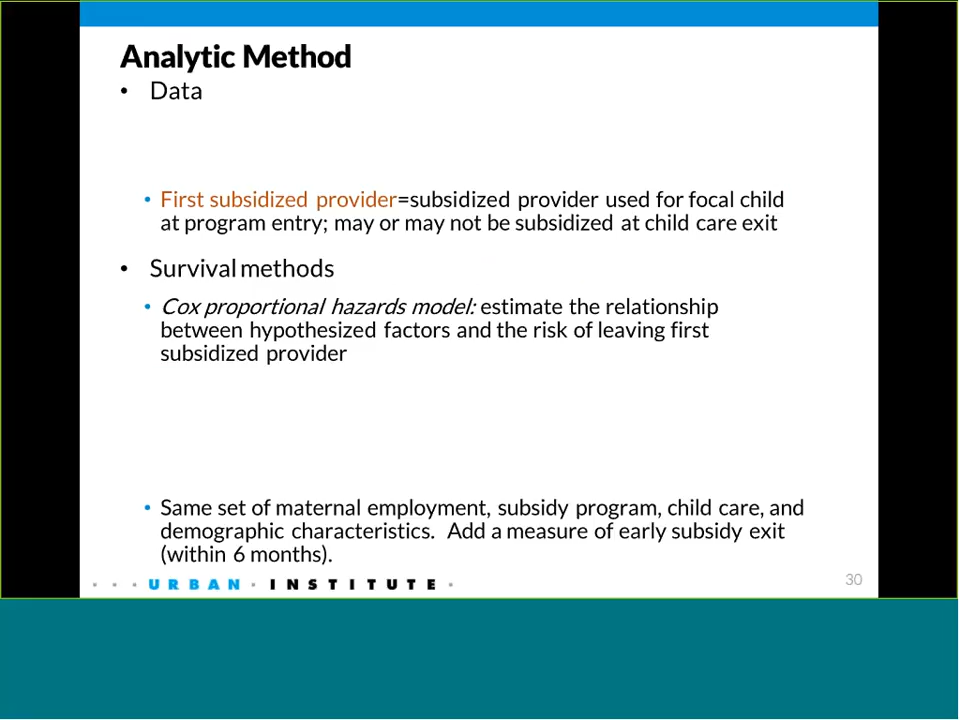 Analytic Method
• Data
• First subsidized provider=subsidized provider used for focal child
at program entry; may or may not be subsidized at child care exit
• Survival methods
• Cox proportional hazards model: estimate the relationship
between hypothesized factors and the risk of leaving first
subsidized provider
• Same set of maternal employment, subsidy program, child care, and
demographic characteristics. Add a measure of early subsidy exit
(within 6 months).
URBAN INSTITUTE
30